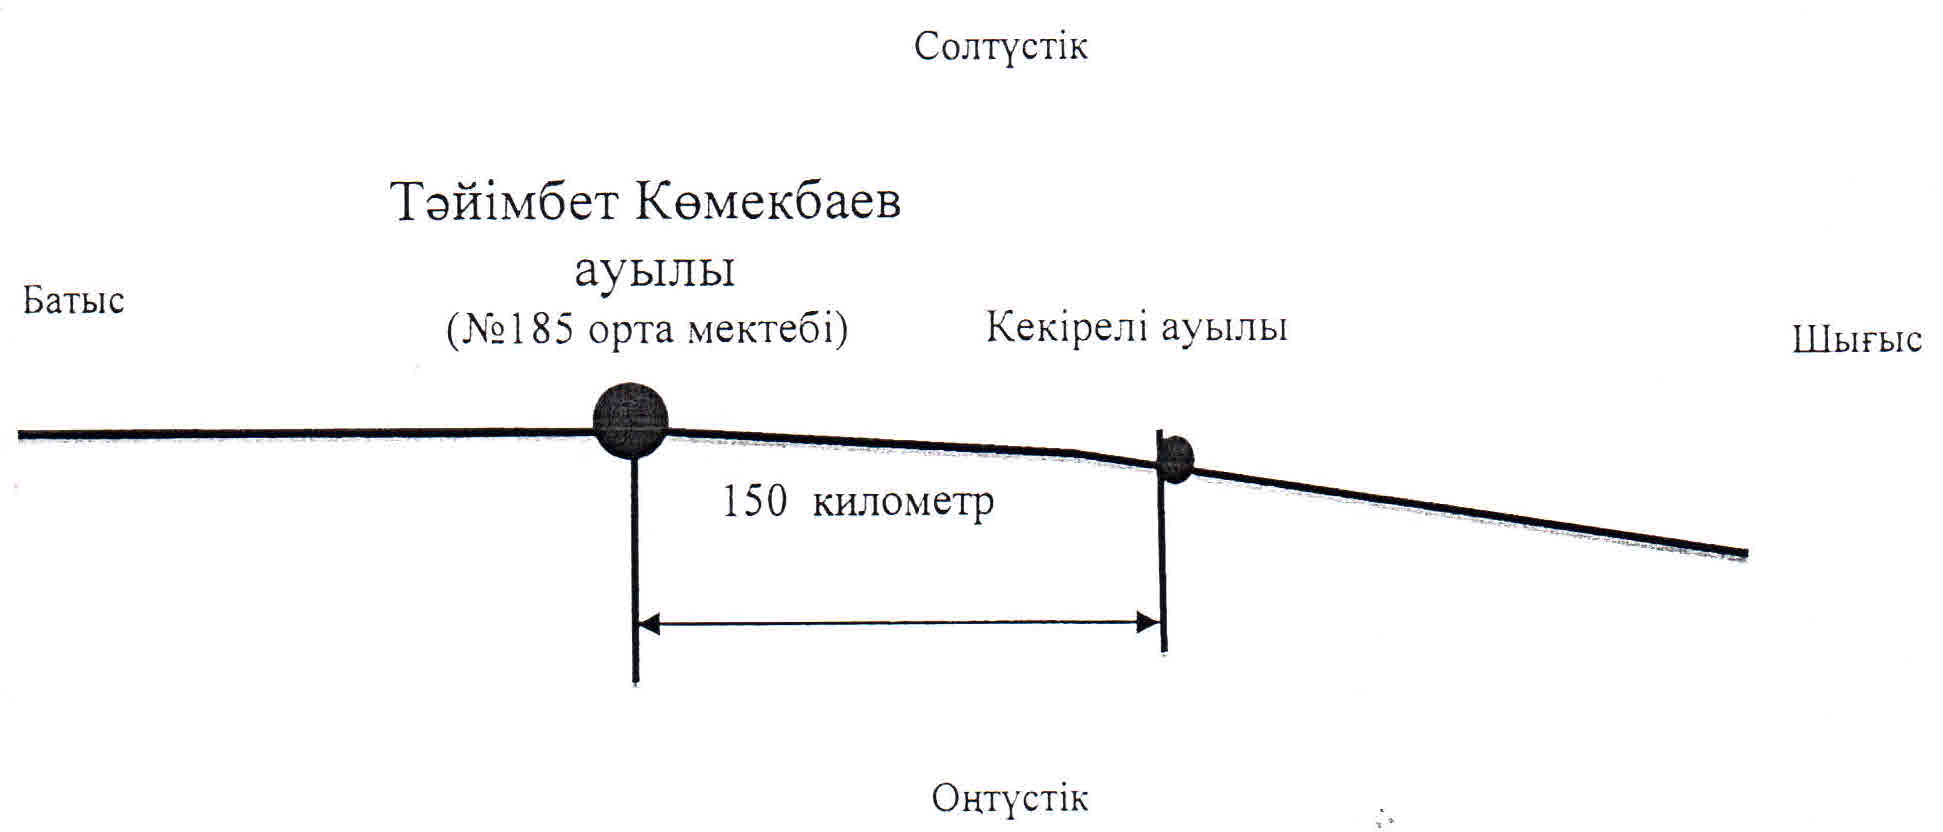 Солтүстік
Тәйімбет Көмекбаев
ауылы
(№185 орта мектебі)
Батыс
Кекірелі ауылы
Шығыс
150 километр
Оңтүстік